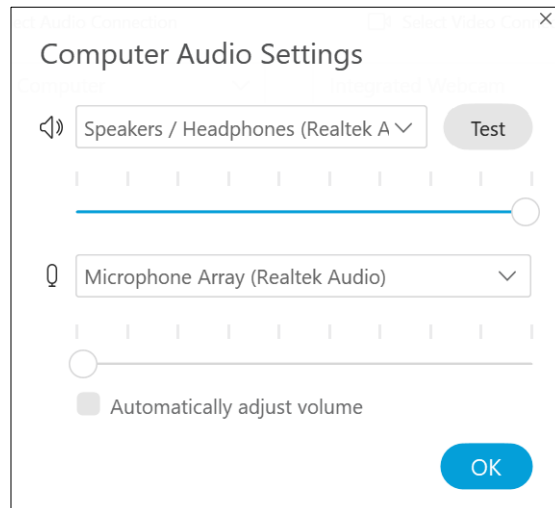 Computer Audio Settings
Speakers / Headphones (Realtek A
Test
Microphone Array (Realtek Audio)
Automatically adjust volume
OK